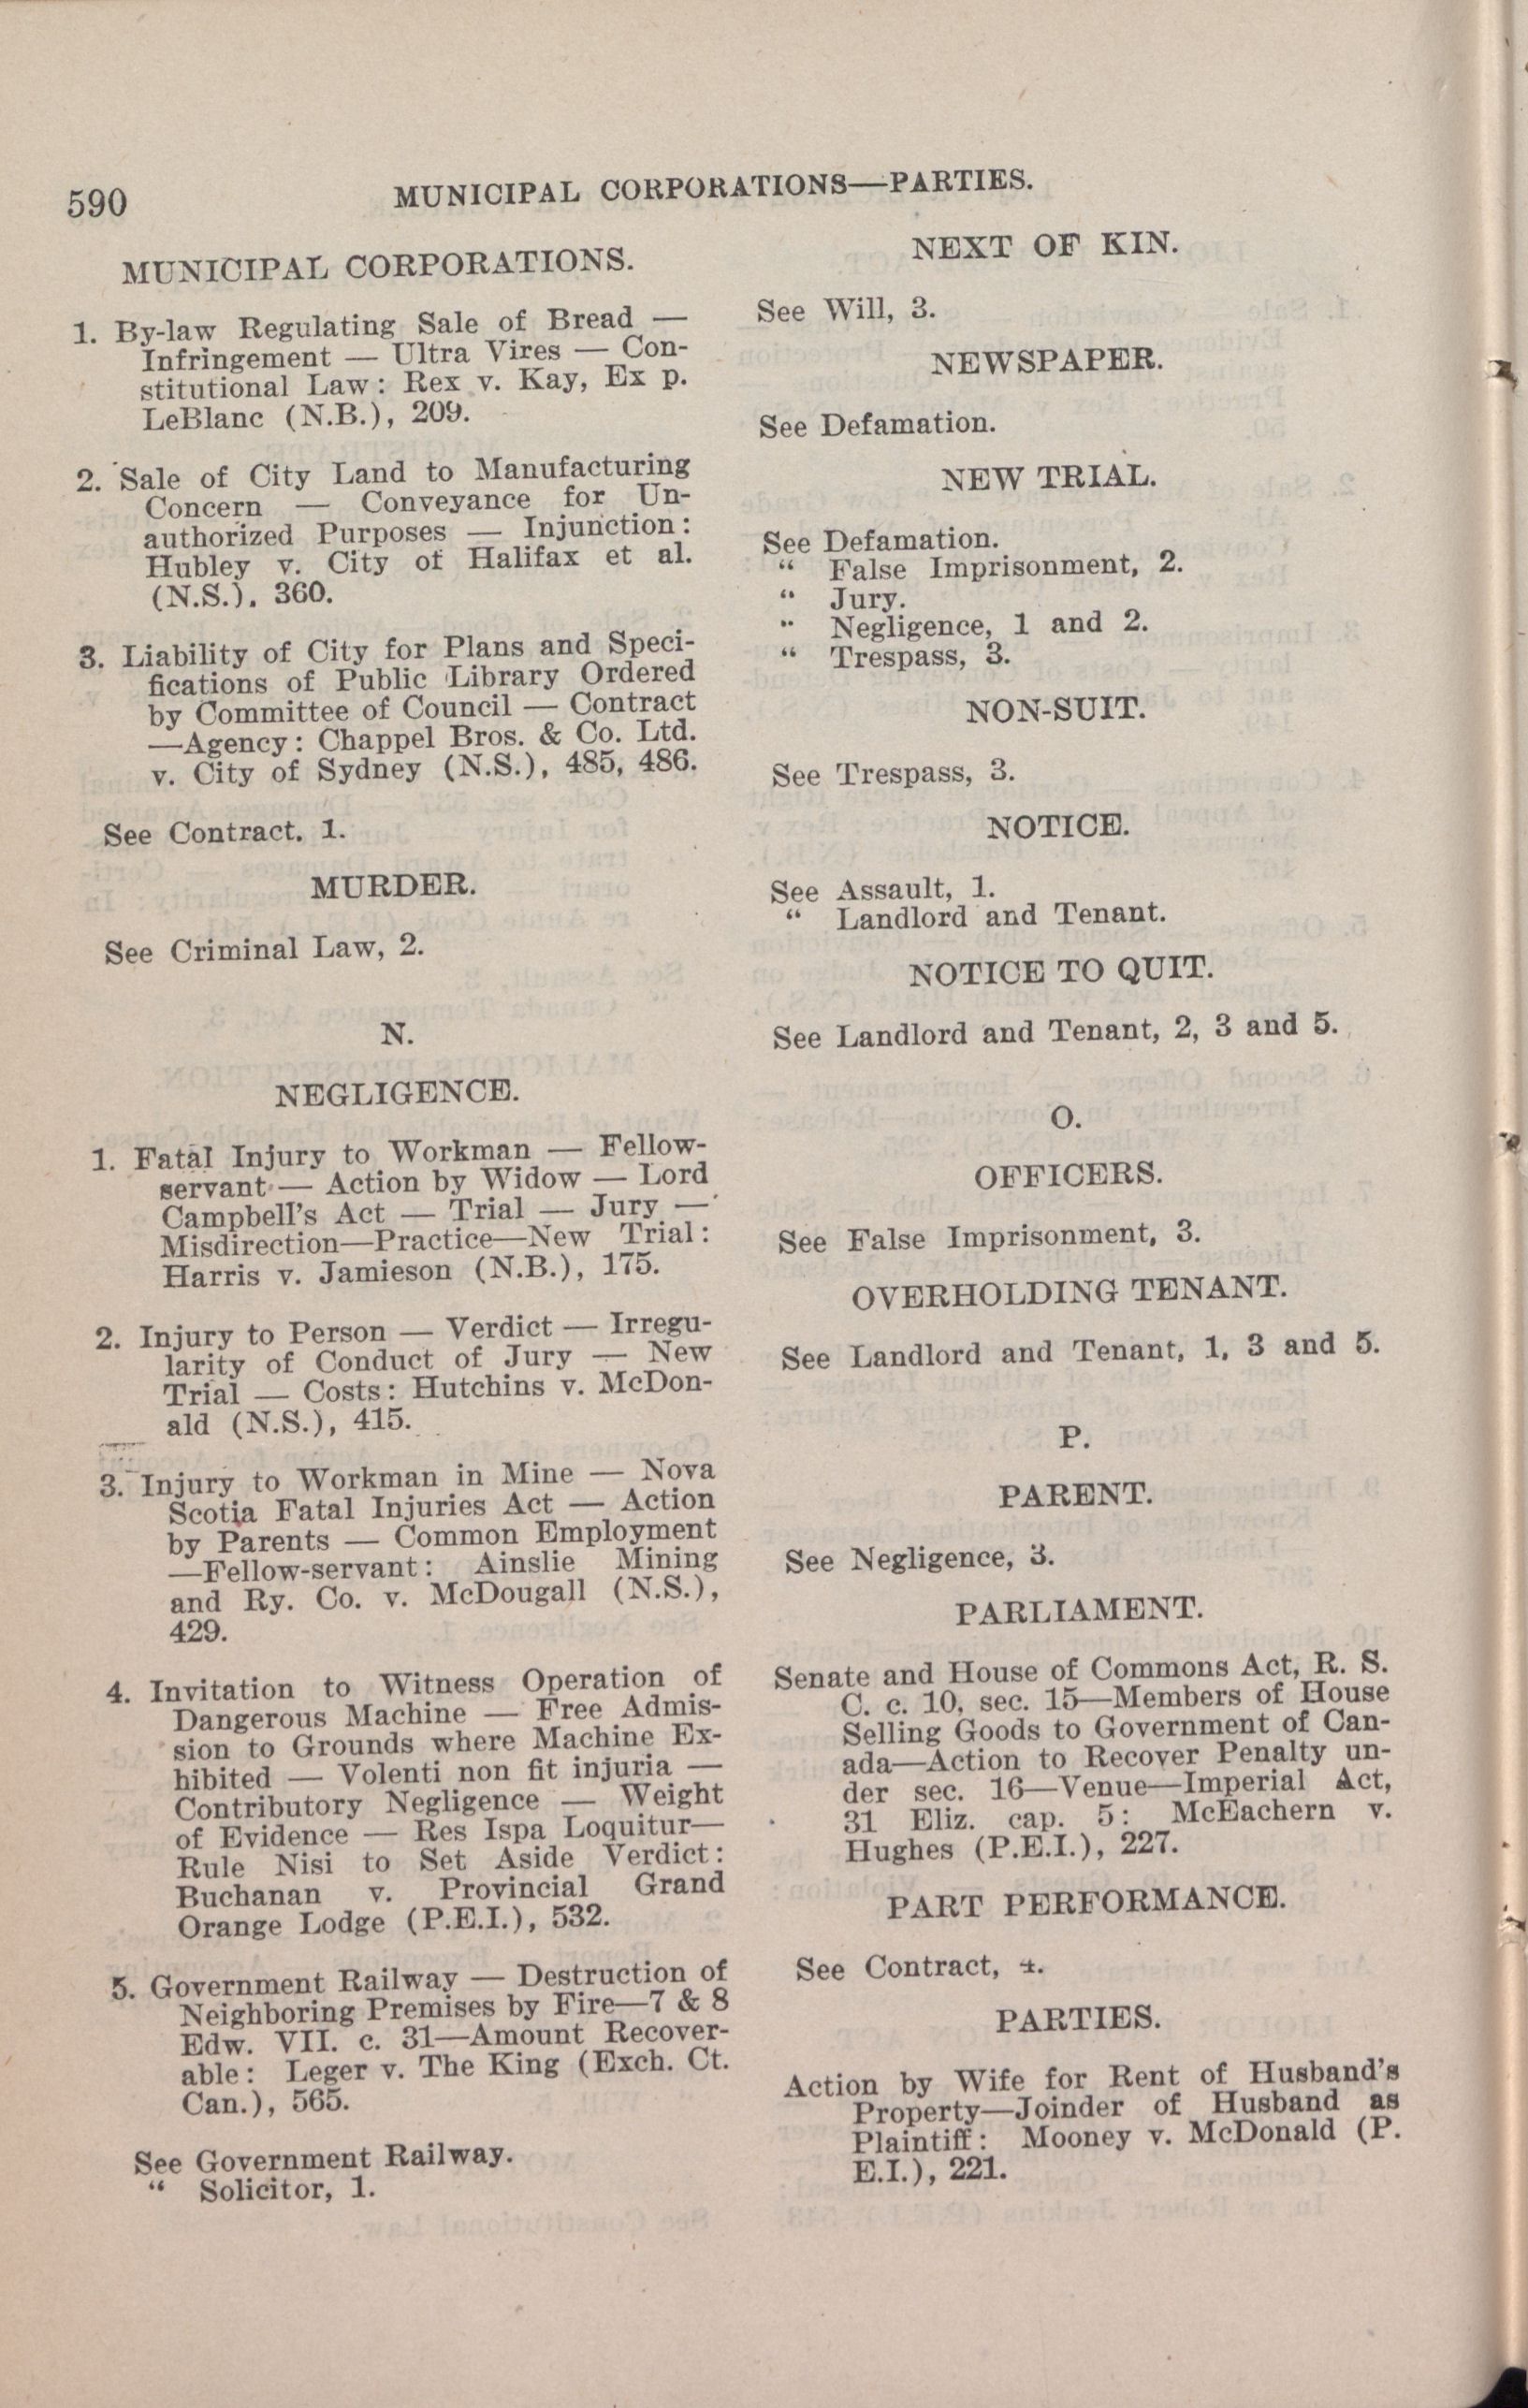 590
MUNICIPAL CORPORATIONS—PARTIES.
MUNICIPAL CORPORATIONS.
1. By-law Regulating Sale of Bread —
Infringement — Ultra Vires — Con-
stitutional Law: Rex v. Kay, Ex p.
LeBlanc (N.B.), 209.
2. Sale of City Land to Manufacturing
Concern — Conveyance for Un-
authorized Purposes — Injunction:
Hubley v. City of Halifax et al.
(N.S.), 360.
3. Liability of City for Plans and Speci-
fications of Public Library Ordered
by Committee of Council — Contract
—Agency: Chappel Bros. & Co. Ltd.
v. City of Sydney (N.S.), 485, 486.
See Contract, 1.
MURDER.
See Criminal Law, 2.
N.
NEGLIGENCE.
1. Fatal Injury to Workman — Fellow-
servant — Action by Widow — Lord
Campbell's Act — Trial — Jury —
Misdirection—Practice—New Trial:
Harris v. Jamieson (N.B.), 175.
2. Injury to Person — Verdict — Irregu-
larity of Conduct of Jury — New
Trial — Costs: Hutchins v. McDon-
ald (N.S.), 415.
3. Injury to Workman in Mine — Nova
Scotia Fatal Injuries Act — Action
by Parents — Common Employment
—Fellow-servant: Ainslie Mining
and Ry. Co. v. McDougall (N.S.),
429.
4. Invitation to Witness Operation of
Dangerous Machine — Free Admis-
sion to Grounds where Machine Ex-
hibited — Volenti non fit injuria —
Contributory Negligence — Weight
of Evidence — Res Ispa Loquitur—
Rule Nisi to Set Aside Verdict:
Buchanan v. Provincial Grand
Orange Lodge (P.E.I.), 532.
5. Government Railway — Destruction of
Neighboring Premises by Fire—7 & 8
Edw. VII. c. 31—Amount Recover-
able: Leger v. The King (Exch. Ct.
Can.), 565.
See Government Railway.
" Solicitor, 1.
NEXT OF KIN.
See Will, 3.
NEWSPAPER.
See Defamation.
NEW TRIAL.
See Defamation.
" False Imprisonment, 2.
" Jury.
" Negligence, 1 and 2.
" Trespass, 3.
NON-SUIT.
See Trespass, 3.
NOTICE.
See Assault, 1.
" Landlord and Tenant.
NOTICE TO QUIT.
See Landlord and Tenant, 2, 3 and 5.
O.
OFFICERS.
See False Imprisonment, 3.
OVERHOLDING TENANT.
See Landlord and Tenant, 1, 3 and 5.
P.
PARENT.
See Negligence, 3.
PARLIAMENT.
Senate and House of Commons Act, R. S.
C. c. 10, sec. 15—Members of House
Selling Goods to Government of Can-
ada—Action to Recover Penalty un-
der sec. 16—Venue—Imperial Act,
31 Eliz. cap. 5: McEachern v.
Hughes (P.E.I.), 227.
PART PERFORMANCE.
See Contract, 4.
PARTIES.
Action by Wife for Rent of Husband's
Property—Joinder of Husband as
Plaintiff: Mooney v. McDonald (P.
E.I.), 221.